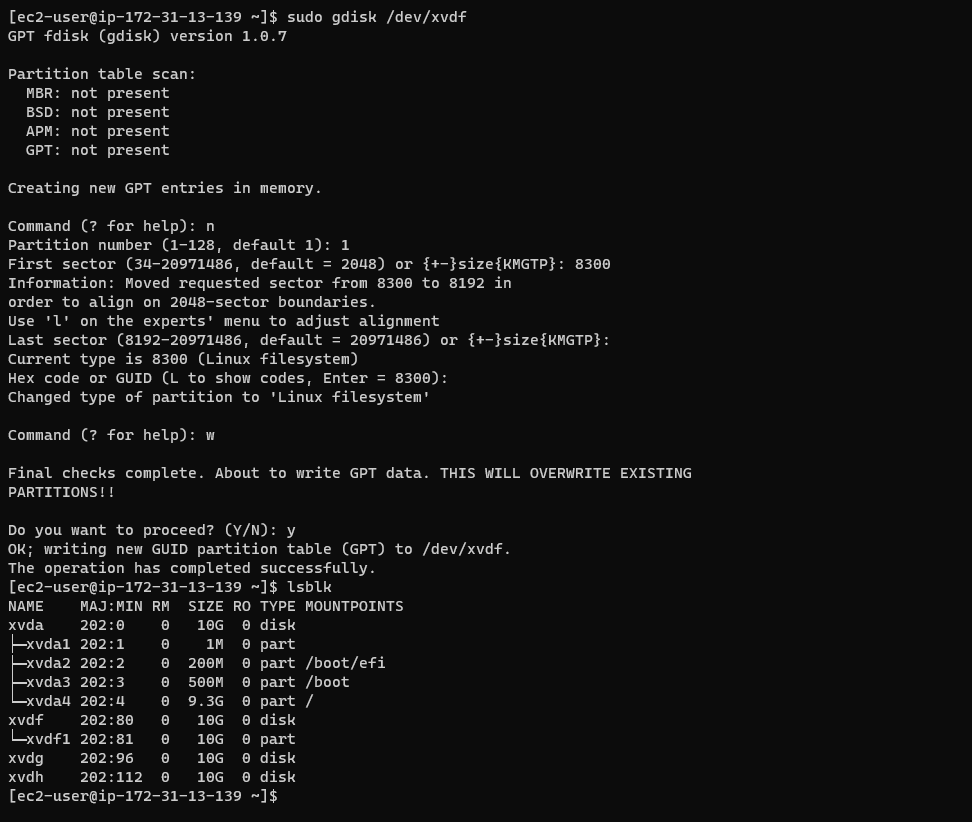 [ec2-user@ip-172-31-13-139 ~]$ sudo gdisk /dev/xvdf
GPT fdisk (gdisk) version 1.0.7
Partition table scan:
  MBR: not present
  BSD: not present
  APM: not present
  GPT: not present
Creating new GPT entries in memory.
Command (? for help): n
Partition number (1-128, default 1): 1
First sector (34-20971486, default = 2048) or {+-}size{KMGTP}: 8300
Information: Moved requested sector from 8300 to 8192 in
order to align on 2048-sector boundaries.
Use 'l' on the experts' menu to adjust alignment
Last sector (8192-20971486, default = 20971486) or {+-}size{KMGTP}:
Current type is 8300 (Linux filesystem)
Hex code or GUID (L to show codes, Enter = 8300):
Changed type of partition to 'Linux filesystem'
Command (? for help): w
Final checks complete. About to write GPT data. THIS WILL OVERWRITE EXISTING
PARTITIONS!!
Do you want to proceed? (Y/N): y
OK; writing new GUID partition table (GPT) to /dev/xvdf.
The operation has completed successfully.
[ec2-user@ip-172-31-13-139 ~]$ lsblk
NAME    MAJ:MIN RM  SIZE RO TYPE MOUNTPOINTS
xvda    202:0    0   10G  0 disk
├─xvda1 202:1    0    1M  0 part
├─xvda2 202:2    0  200M  0 part /boot/efi
├─xvda3 202:3    0  500M  0 part /boot
└─xvda4 202:4    0  9.3G  0 part /
xvdf    202:80   0   10G  0 disk
└─xvdf1 202:81   0   10G  0 part
xvdg    202:96   0   10G  0 disk
xvdh    202:112  0   10G  0 disk
[ec2-user@ip-172-31-13-139 ~]$